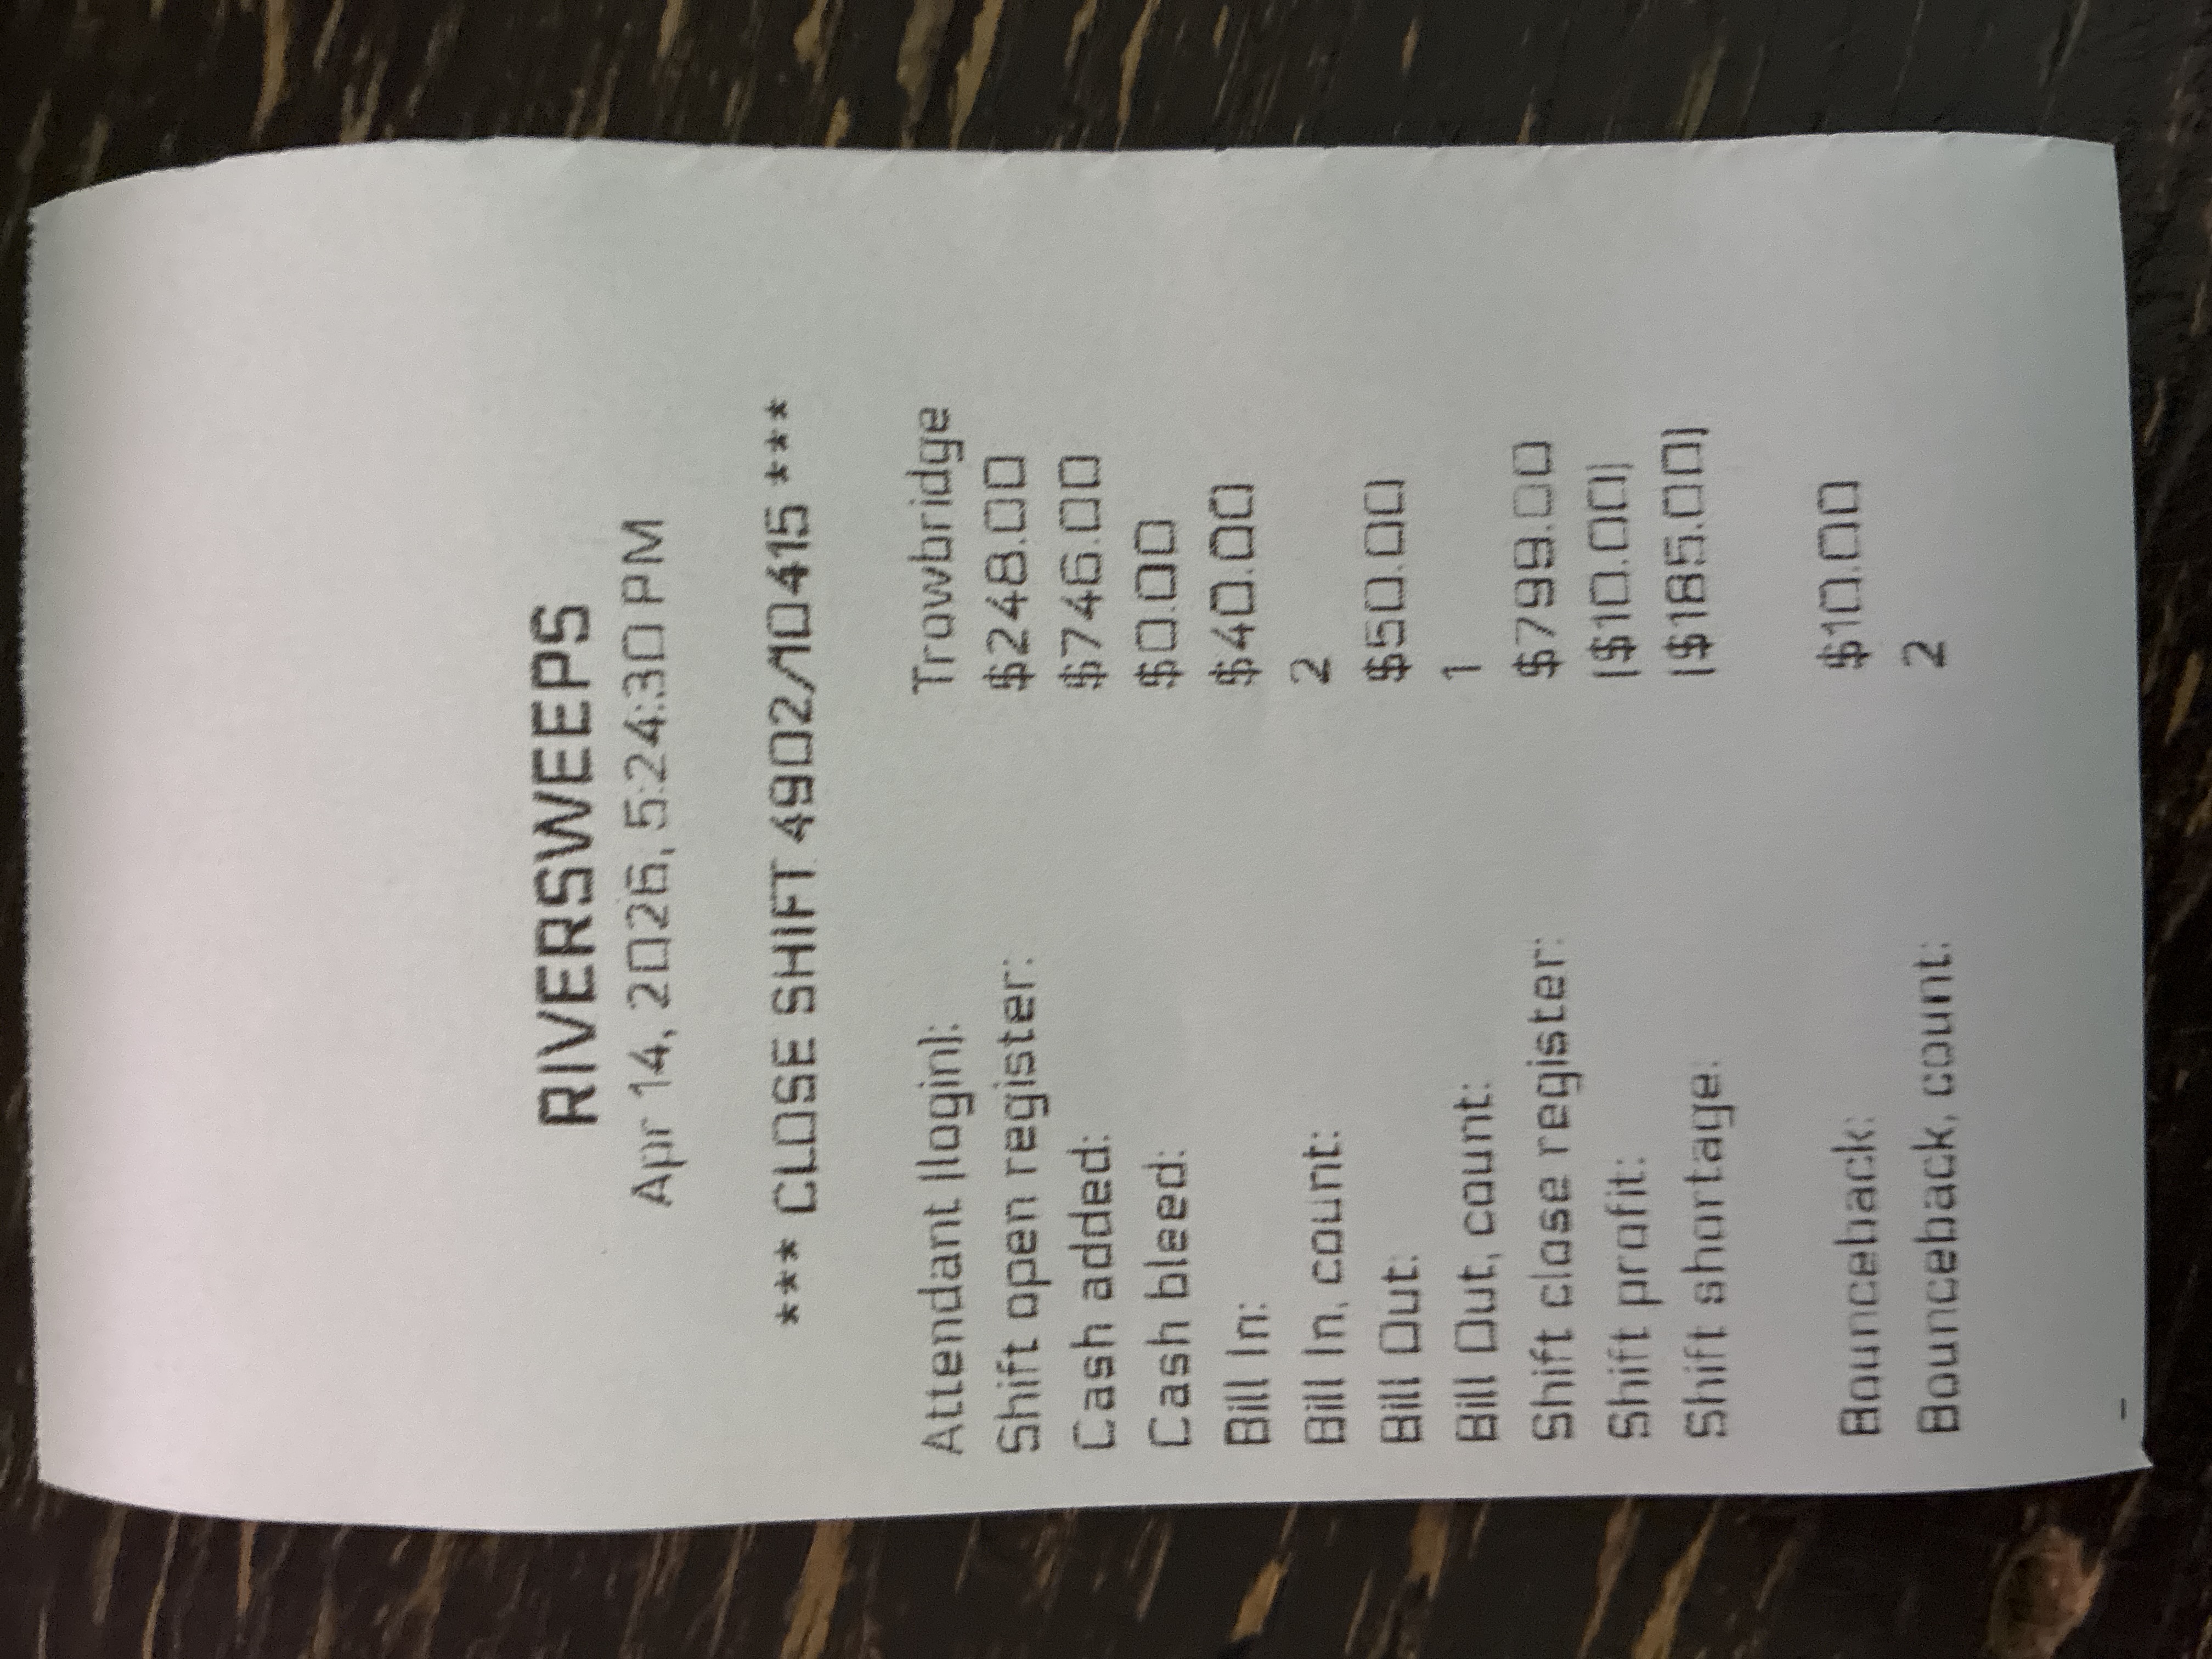 RIVERSWEEPS
Apr 14, 2026, 5:24:30 PM
*** CLOSE SHIFT 4902/10415 ***
Attendant (login): Trowbridge
Shift open register: $248.00
Cash added: $746.00
Cash bleed: $0.00
Bill In: $40.00
Bill In, count: 2
Bill Out: $50.00
Bill Out, count: 1
Shift close register: $799.00
Shift profit: ($10.00)
Shift shortage: ($185.00)
Bounceback: $10.00
Bounceback, count: 2